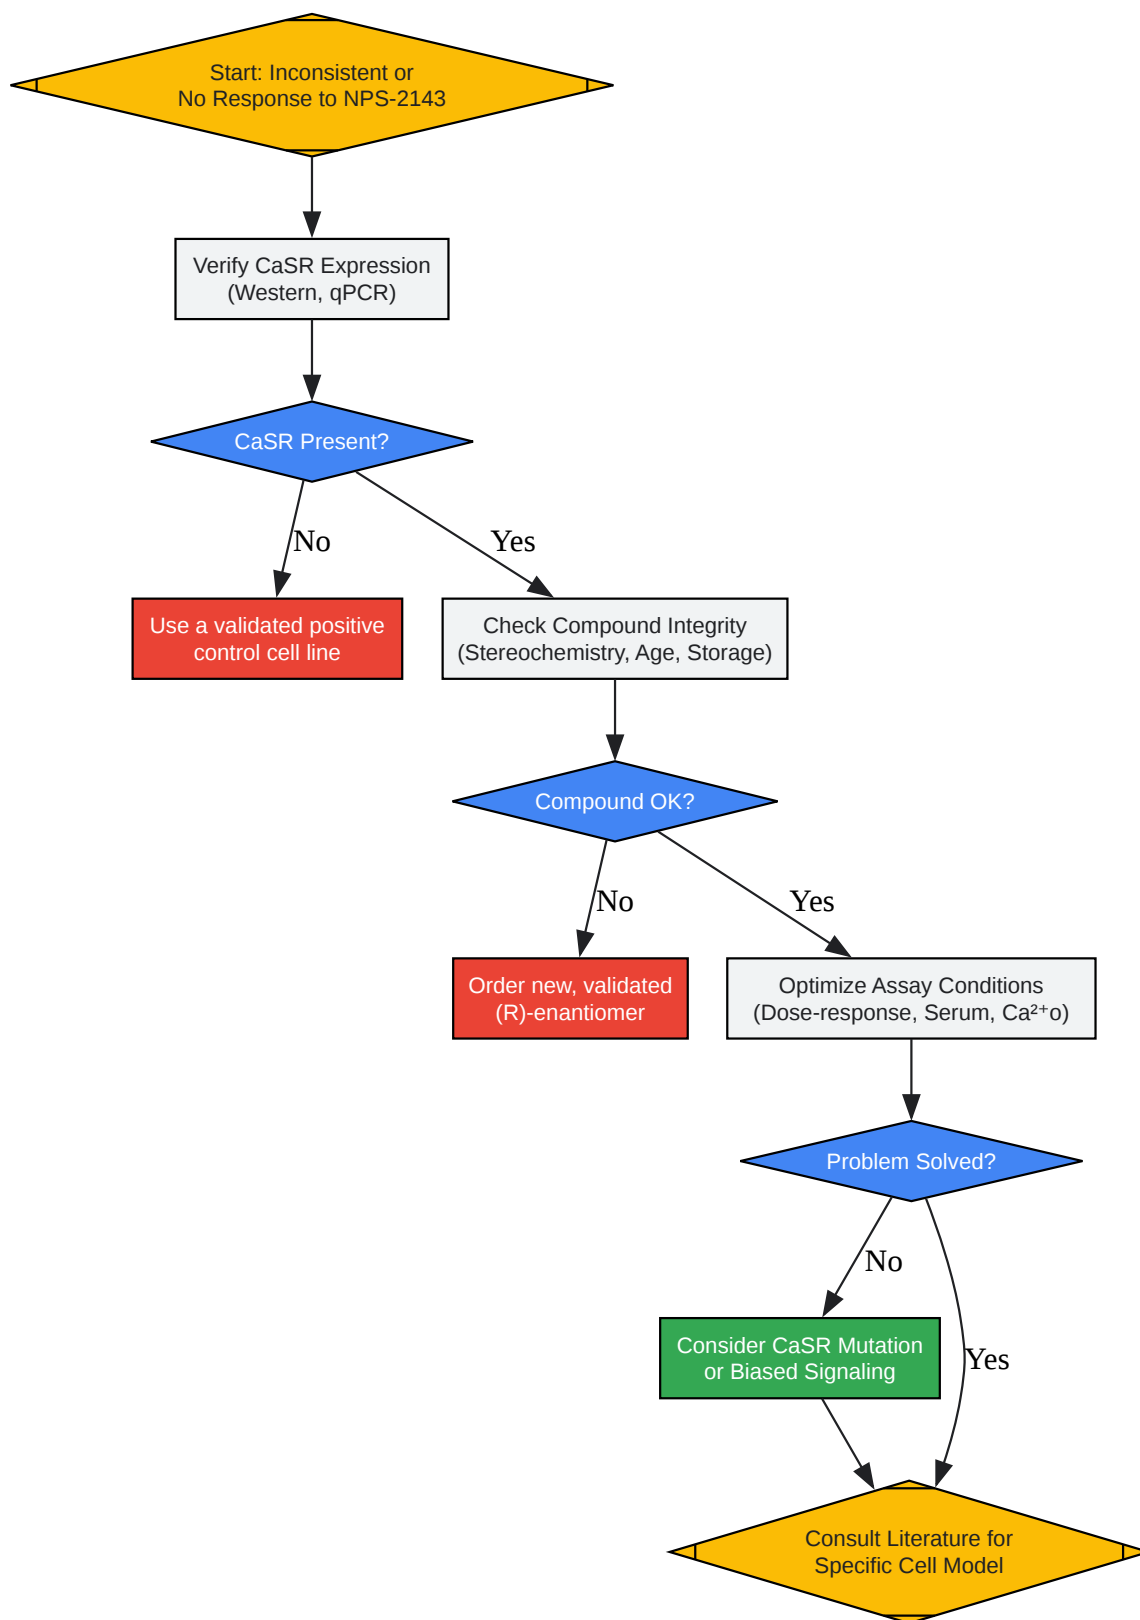 Start: Inconsistent or
No Response to NPS-2143
Verify CaSR Expression
(Western, qPCR)
CaSR Present?
No
Yes
Use a validated positive
control cell line
Check Compound Integrity
(Stereochemistry, Age, Storage)
Compound OK?
No
Yes
Order new, validated
(R)-enantiomer
Optimize Assay Conditions
(Dose-response, Serum, Ca²⁺o)
Problem Solved?
No
Consider CaSR Mutation
or Biased Signaling
Yes
Consult Literature for
Specific Cell Model